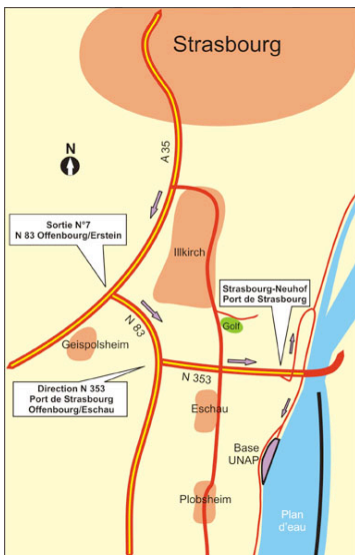 Strasbourg
A 35
N
Sortie N°7
N 83 Offenbourg/Erstein
Illkirch
Strasbourg-Neuhof
Port de Strasbourg
Golf
N 83
Geispolsheim
N 353
Direction N 353
Port de Strasbourg
Offenbourg/Eschau
Eschau
Base
UNAP
Plobsheim
Plan
d'eau